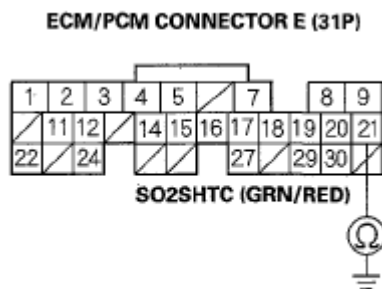 ECM/PCM CONNECTOR E (31P)
1 2 3 4 5 7 8 9
11 12 14 15 16 17 18 19 20 21
22 24 27 29 30
SO2SHTC (GRN/RED)
Ω